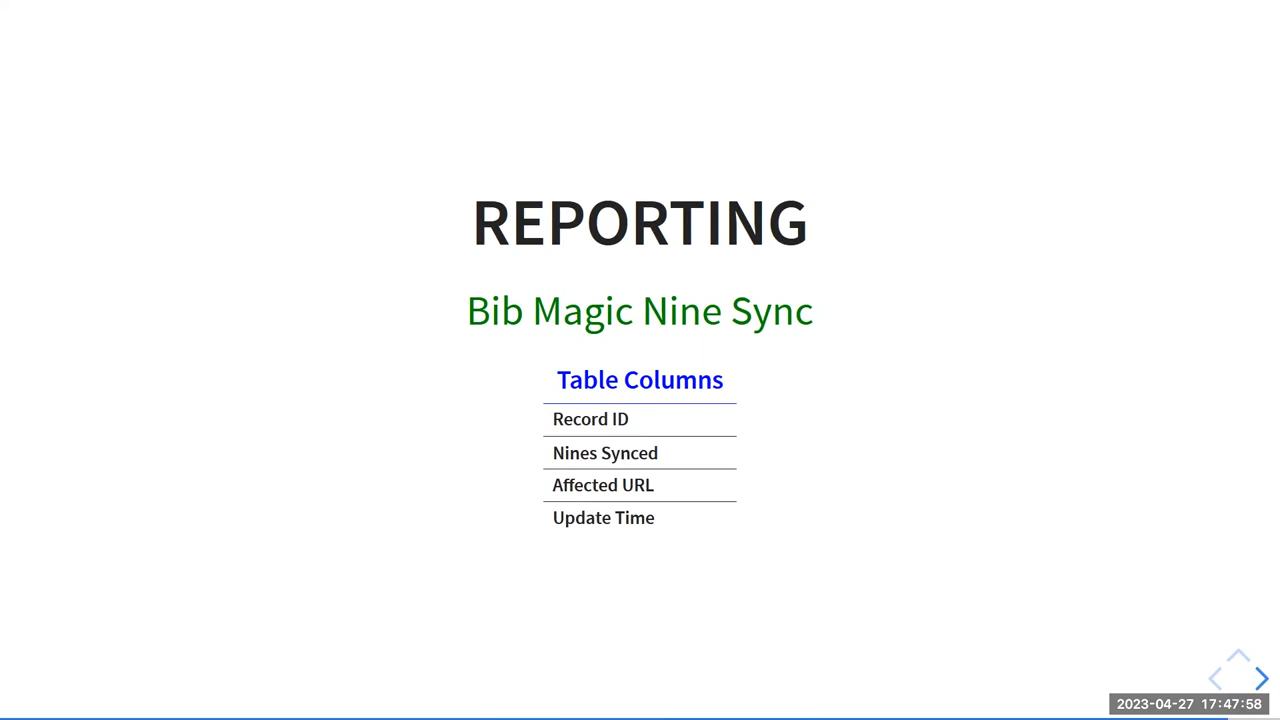 REPORTING
Bib Magic Nine Sync
Table Columns
Record ID
Nines Synced
Affected URL
Update Time
2023-04-27 17:47:58